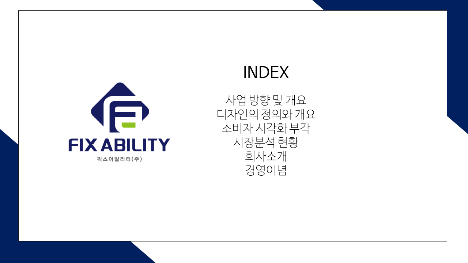 INDEX
사업 방향 및 개요
디자인의 정의와 개요
소비자 시각화 부각
시장분석 현황
회사소개
경영이념
FIX ABILITY
픽스어빌리티(주)